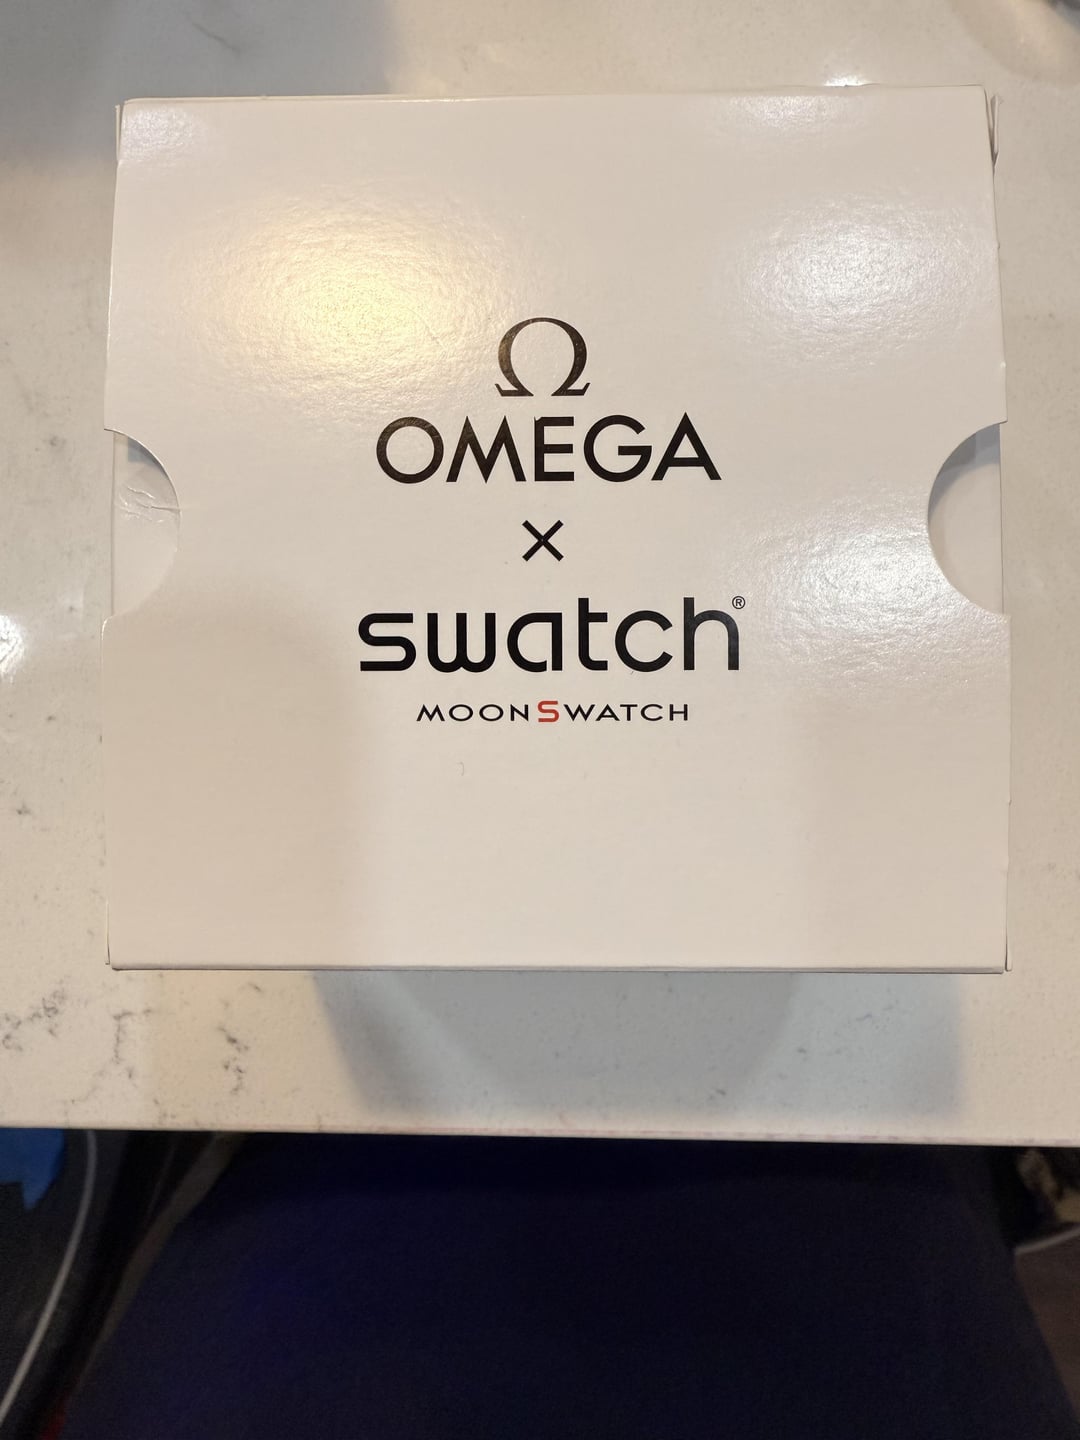 Ω
OMEGA
×
swatch®
MOONSWATCH